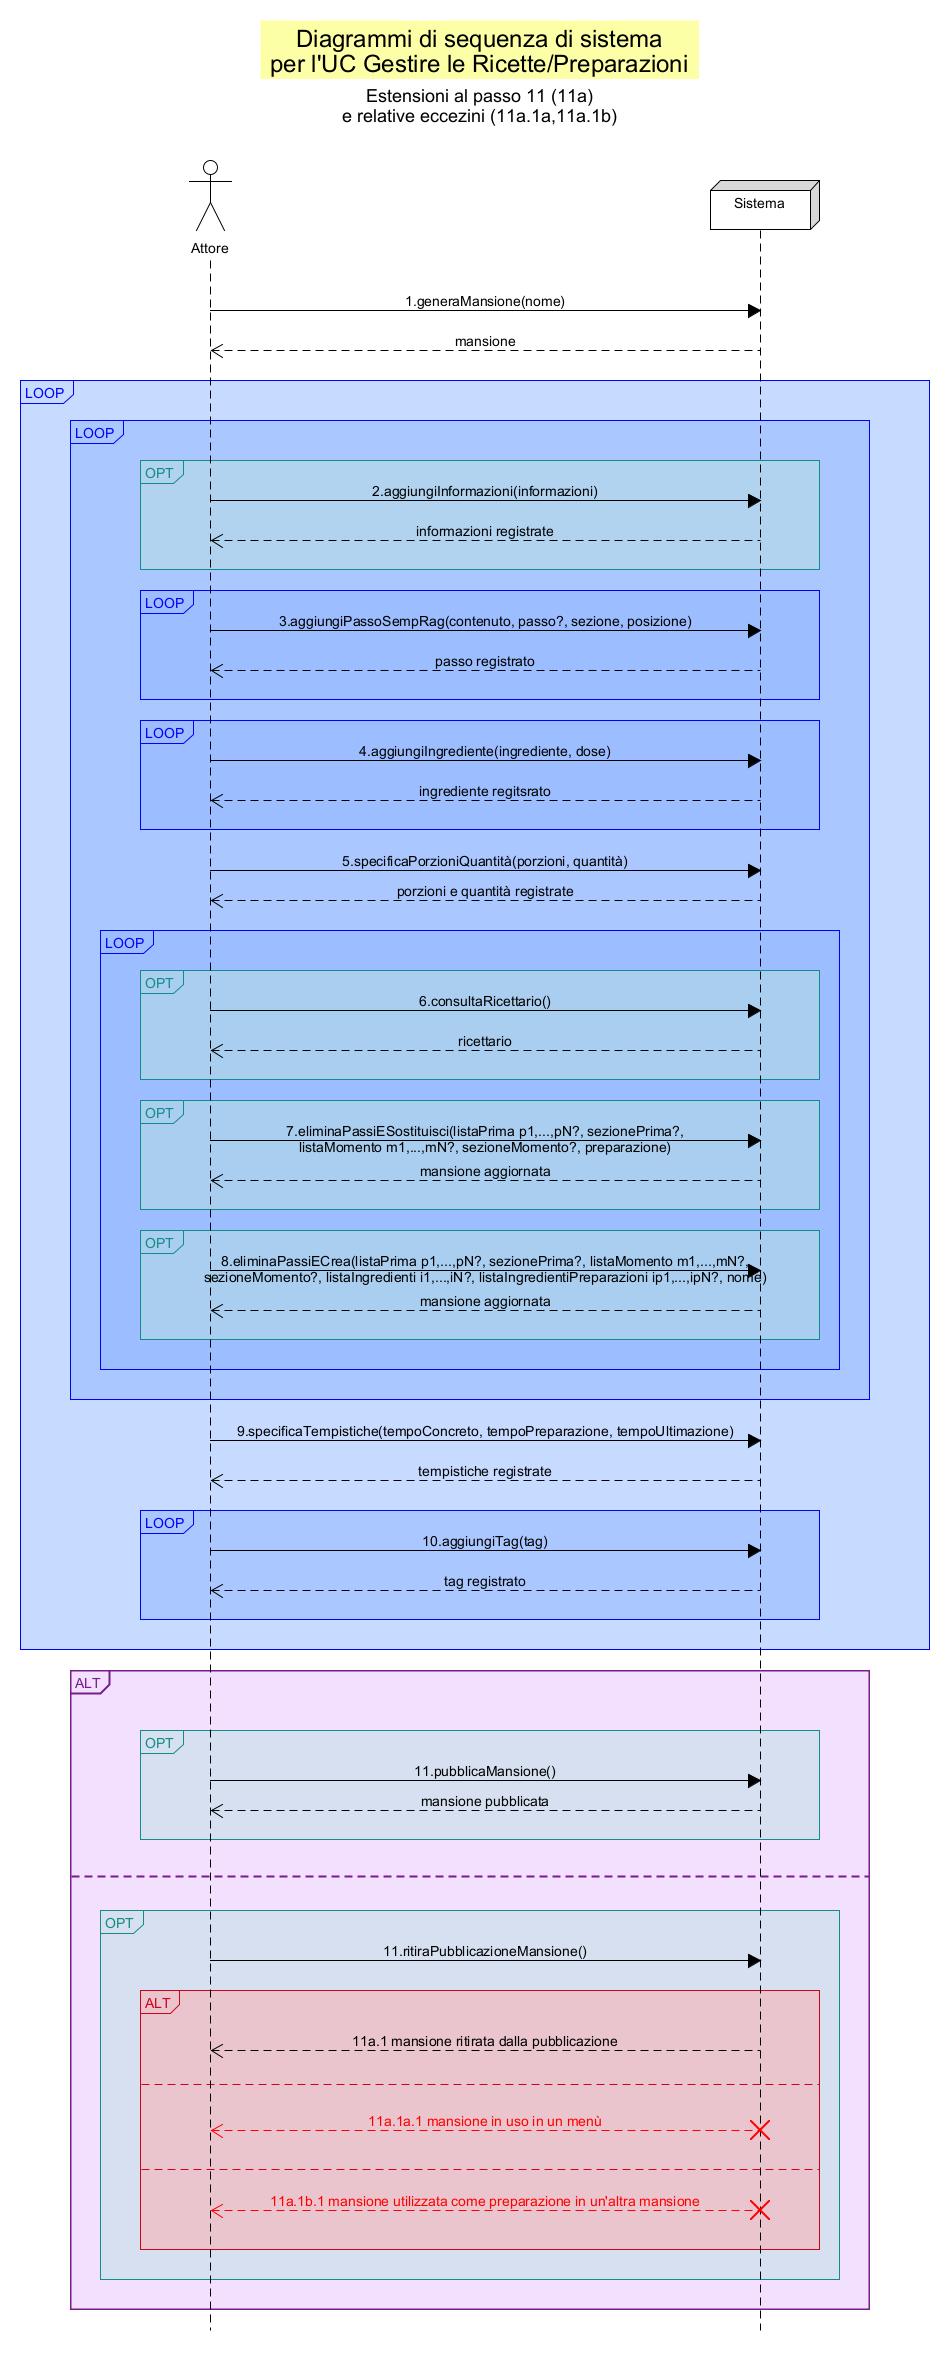 Diagrammi di sequenza di sistema
per l'UC Gestire le Ricette/Preparazioni
Estensioni al passo 11 (11a)
e relative eccezini (11a.1a,11a.1b)
Attore
Sistema
1.generaMansione(nome)
mansione
LOOP
LOOP
OPT
2.aggiungiInformazioni(informazioni)
informazioni registrate
LOOP
3.aggiungiPassoSempRag(contenuto, passo?, sezione, posizione)
passo registrato
LOOP
4.aggiungiIngrediente(ingrediente, dose)
ingrediente regitsrato
5.specificaPorzioniQuantità(porzioni, quantità)
porzioni e quantità registrate
LOOP
OPT
6.consultaRicettario()
ricettario
OPT
7.eliminaPassiESostituisci(listaPrima p1,...,pN?, sezionePrima?,
listaMomento m1,...,mN?, sezioneMomento?, preparazione)
mansione aggiornata
OPT
8.eliminaPassiECrea(listaPrima p1,...,pN?, sezionePrima?, listaMomento m1,...,mN?,
sezioneMomento?, listaIngredienti i1,...,iN?, listaIngredientiPreparazioni ip1,...,ipN?, nome)
mansione aggiornata
9.specificaTempistiche(tempoConcreto, tempoPreparazione, tempoUltimazione)
tempistiche registrate
LOOP
10.aggiungiTag(tag)
tag registrato
ALT
OPT
11.pubblicaMansione()
mansione pubblicata
OPT
11.ritiraPubblicazioneMansione()
ALT
11a.1 mansione ritirata dalla pubblicazione
11a.1a.1 mansione in uso in un menù
11a.1b.1 mansione utilizzata come preparazione in un'altra mansione